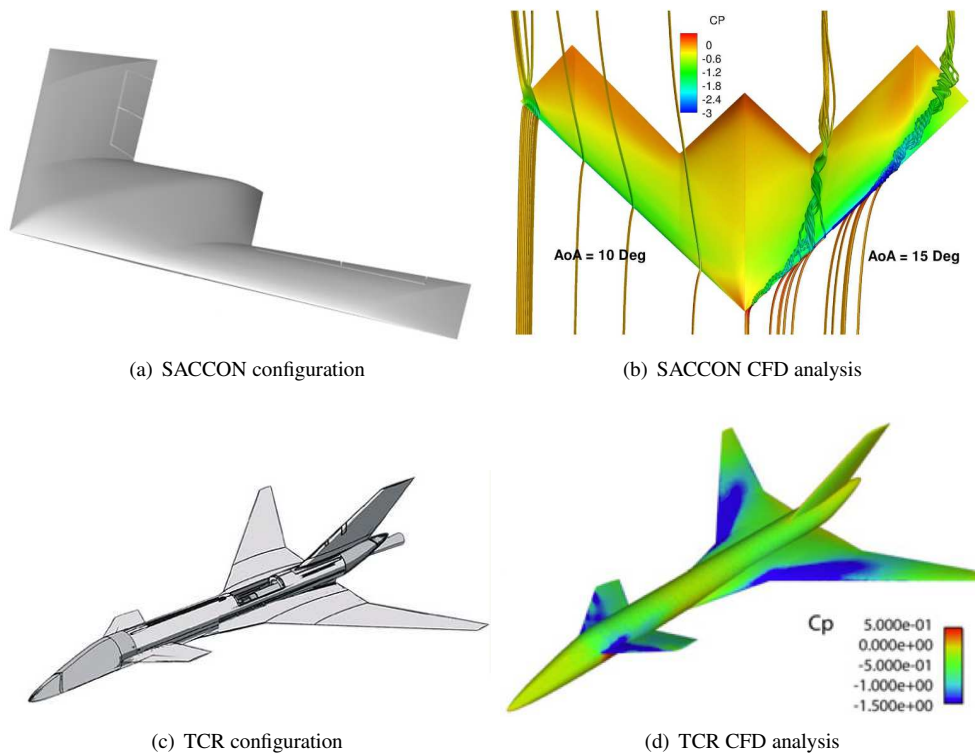 CP
0
-0.6
-1.2
-1.8
-2.4
-3
AoA = 10 Deg
AoA = 15 Deg
(a) SACCON configuration
(b) SACCON CFD analysis
Cp
5.000e-01
0.000e+00
-5.000e-01
-1.000e+00
-1.500e+00
(c) TCR configuration
(d) TCR CFD analysis